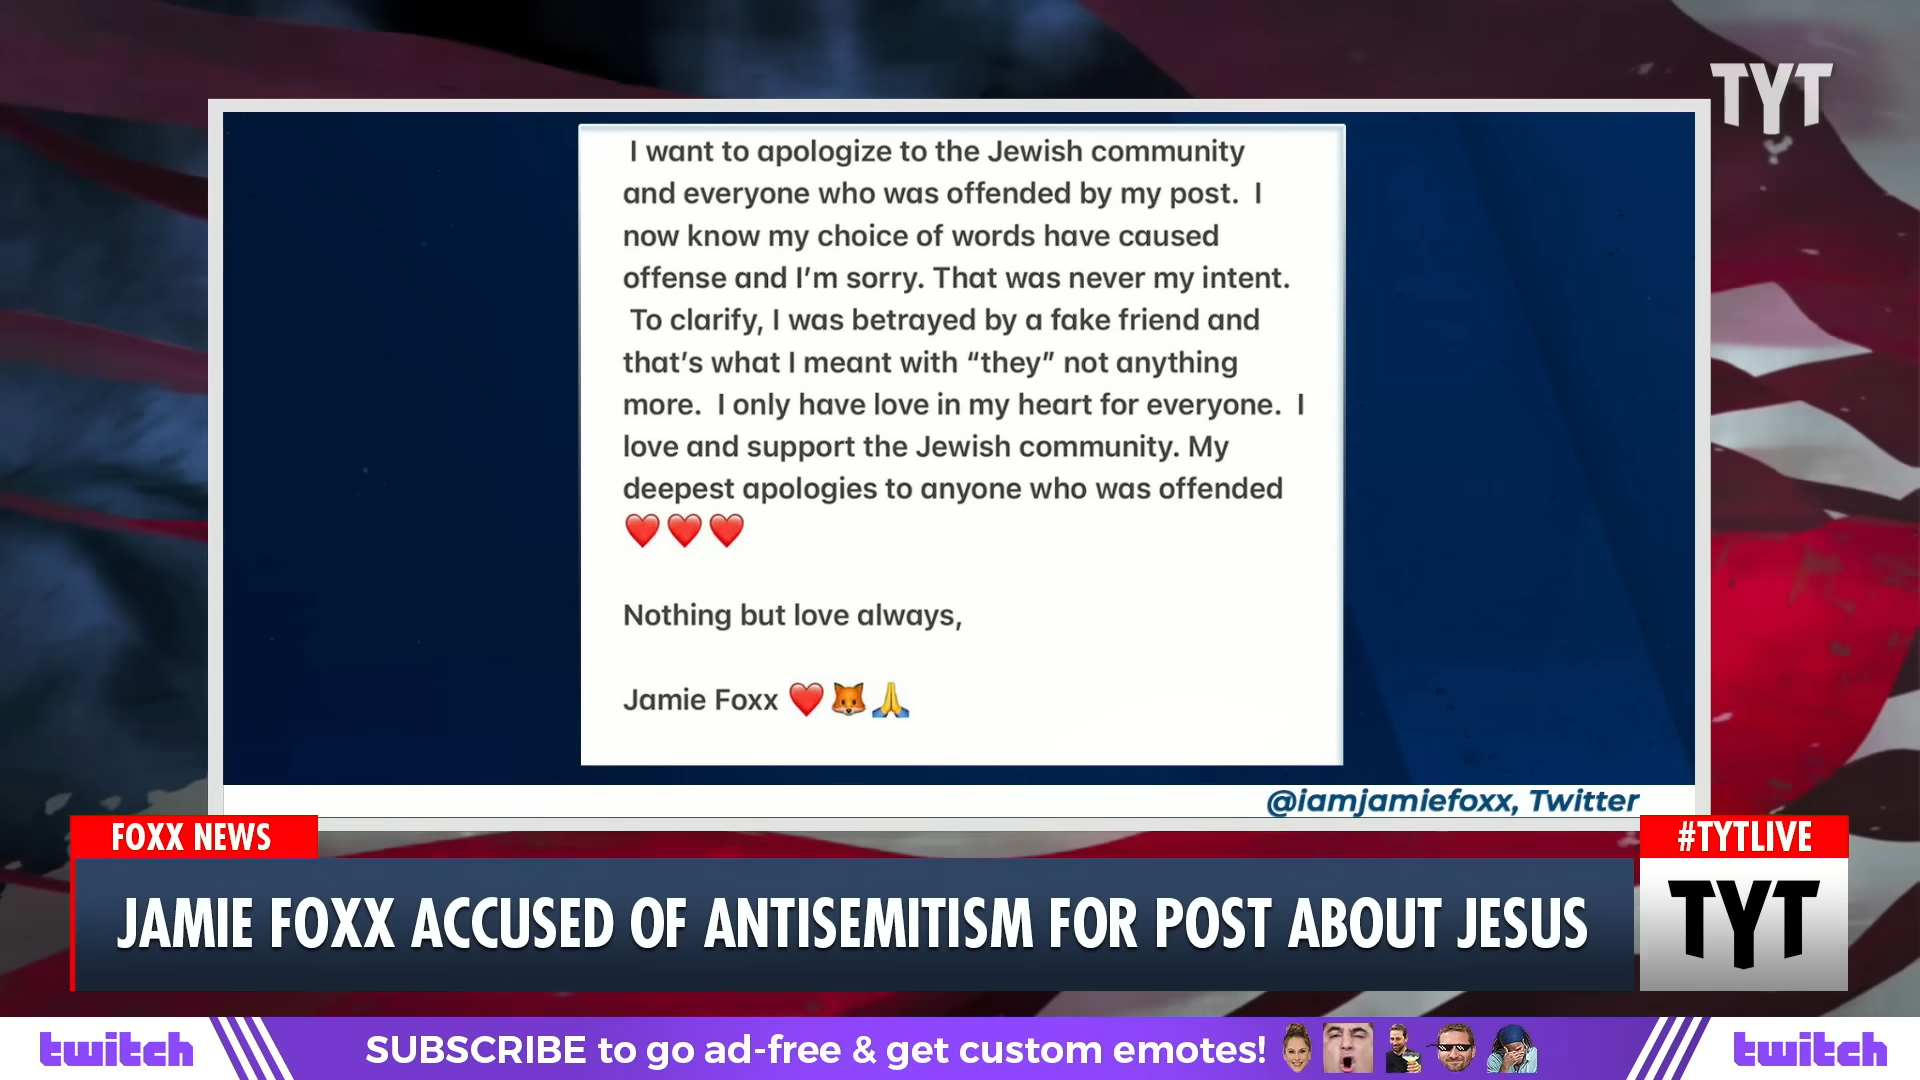 TYT
I want to apologize to the Jewish community
and everyone who was offended by my post. I
now know my choice of words have caused
offense and I’m sorry. That was never my intent.
To clarify, I was betrayed by a fake friend and
that’s what I meant with “they” not anything
more. I only have love in my heart for everyone. I
love and support the Jewish community. My
deepest apologies to anyone who was offended
❤️❤️❤️
Nothing but love always,
Jamie Foxx ❤️🦊🙏
@iamjamiefoxx, Twitter
FOXX NEWS
#TYTLIVE
JAMIE FOXX ACCUSED OF ANTISEMITISM FOR POST ABOUT JESUS
TYT
twitch
SUBSCRIBE to go ad-free & get custom emotes!
twitch